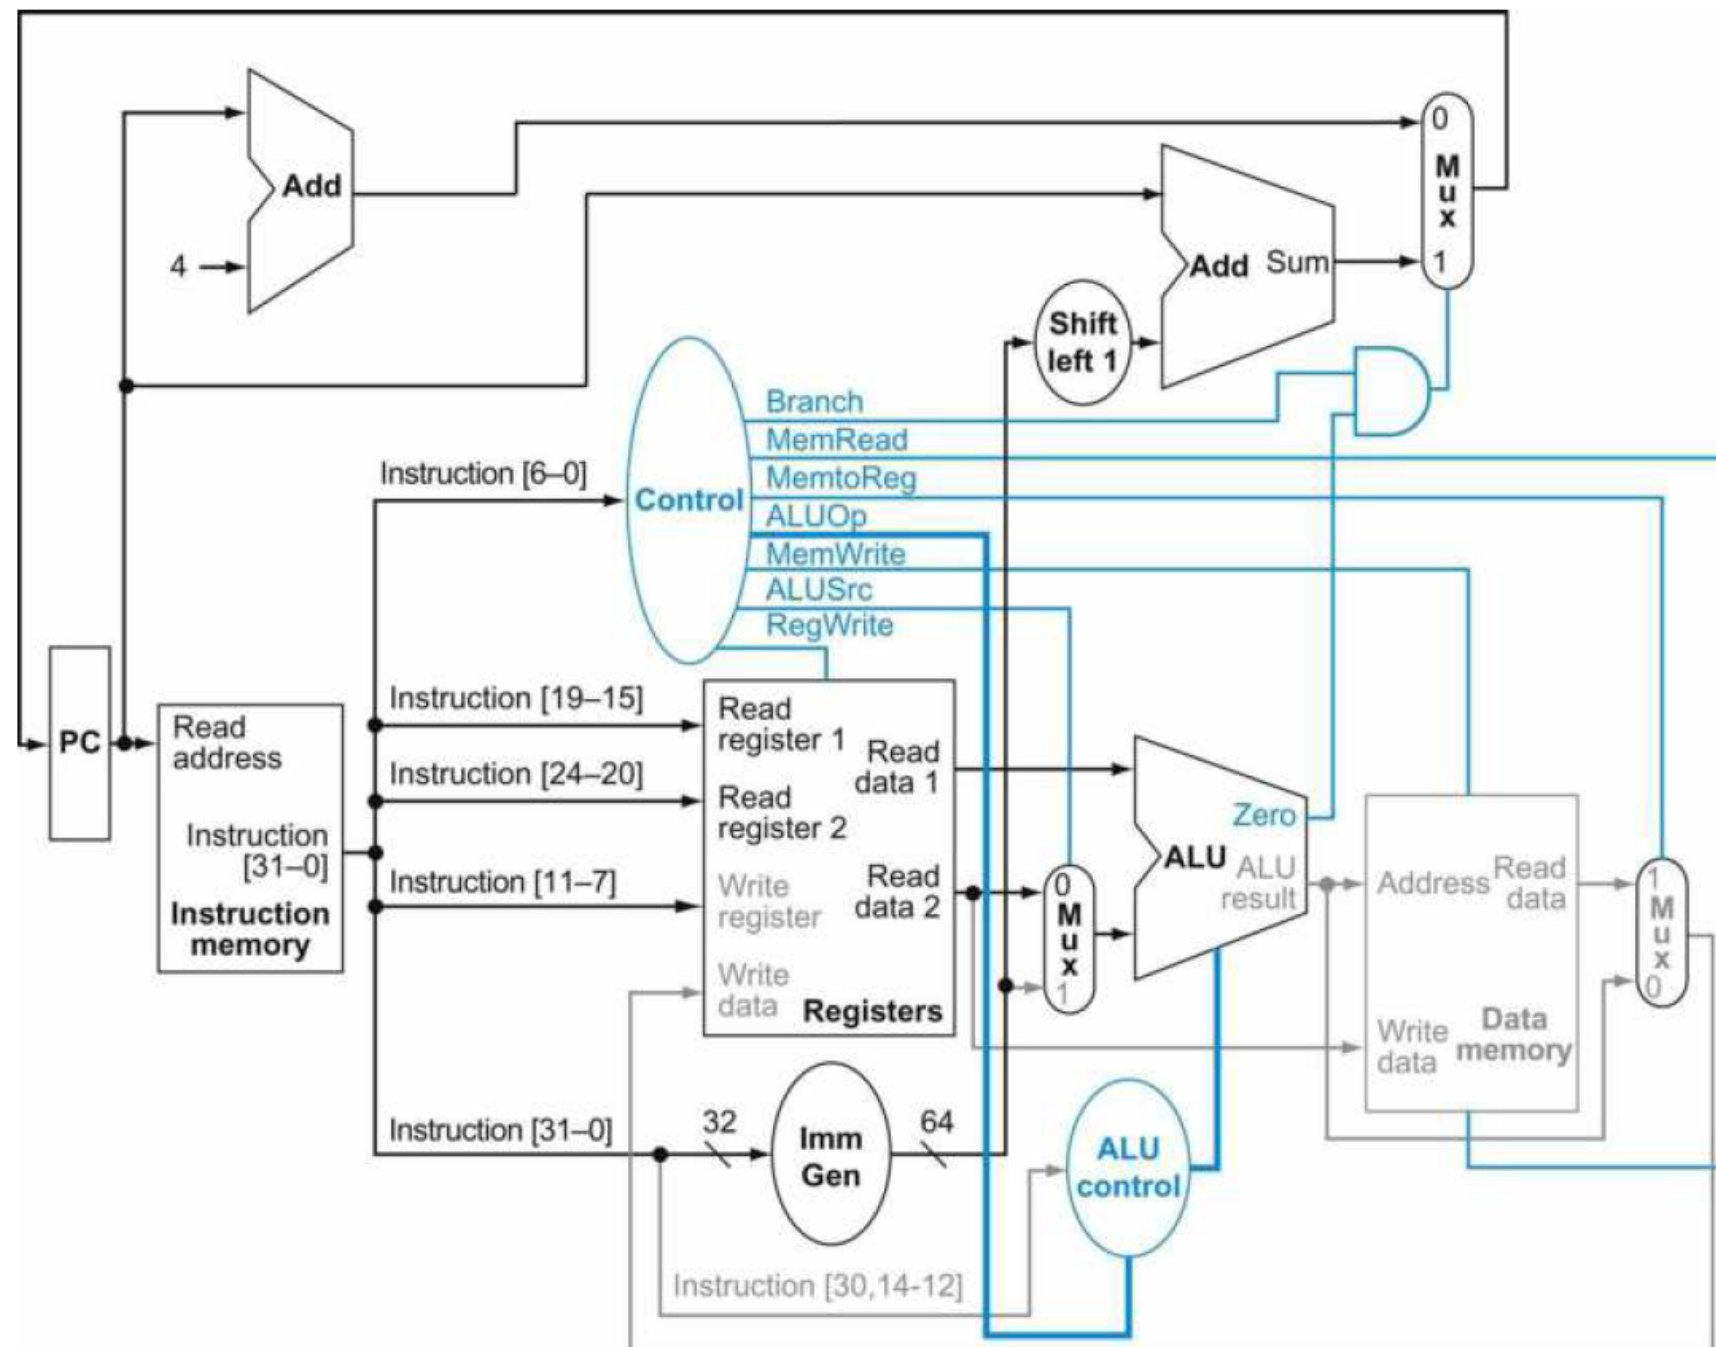 0
M
u
x
1
Add
Add Sum
4
Shift
left 1
Branch
MemRead
MemtoReg
ALUOp
MemWrite
ALUSrc
RegWrite
Control
Instruction [6–0]
PC
Read
address
Instruction
[31–0]
Instruction
memory
Instruction [19–15]
Instruction [24–20]
Instruction [11–7]
Instruction [31–0]
Read
register 1
Read
register 2
Write
register
Write
data
Read
data 1
Read
data 2
Registers
0
M
u
x
1
Zero
ALU
ALU
result
Address
Read
data
Write
data
Data
memory
1
M
u
x
0
32
Imm
Gen
64
ALU
control
Instruction [30,14-12]